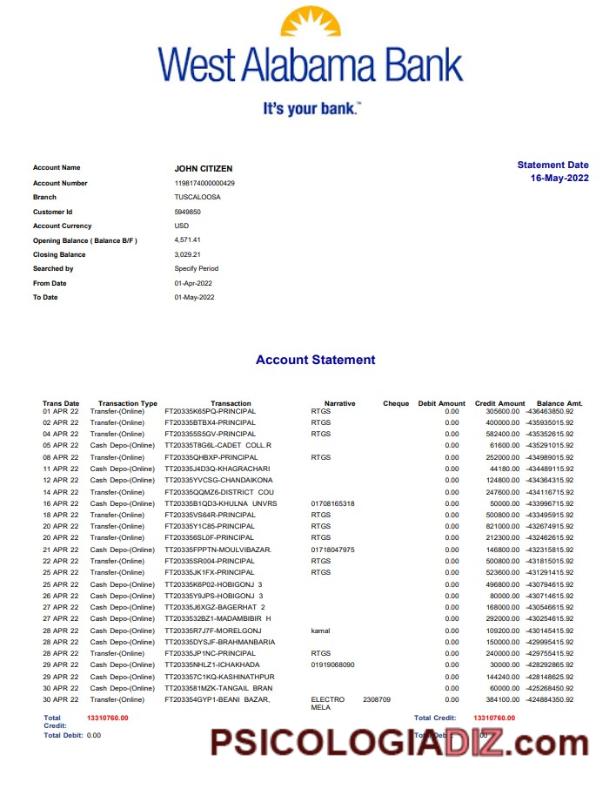 West Alabama Bank
It's your bank.™
Statement Date
16-May-2022
Account Name JOHN CITIZEN
Account Number 1198174000000429
Branch TUSCALOOSA
Customer Id 5949850
Account Currency USD
Opening Balance ( Balance B/F ) 4,571.41
Closing Balance 3,029.21
Searched by Specify Period
From Date 01-Apr-2022
To Date 01-May-2022
Account Statement
Trans Date Transaction Type Transaction Narrative Cheque Debit Amount Credit Amount Balance Amt.
01 APR 22 Transfer-(Online) FT20335K65PQ-PRINCIPAL RTGS 0.00 305600.00 -436463850.92
02 APR 22 Transfer-(Online) FT20335BTBX4-PRINCIPAL RTGS 0.00 400000.00 -435935015.92
04 APR 22 Transfer-(Online) FT203355S5GV-PRINCIPAL RTGS 0.00 582400.00 -435352615.92
05 APR 22 Cash Depo-(Online) TT20335T8G6L-CADET COLL.R 0.00 61600.00 -435291015.92
08 APR 22 Transfer-(Online) FT20335QHBXP-PRINCIPAL RTGS 0.00 252000.00 -434989015.92
11 APR 22 Cash Depo-(Online) TT20335J4D3Q-KHAGRACHARI 0.00 44180.00 -434489115.92
12 APR 22 Cash Depo-(Online) TT20335YVCSG-CHANDAIKONA 0.00 124800.00 -434364315.92
14 APR 22 Transfer-(Online) FT20335QQMZ6-DISTRICT COU 0.00 247600.00 -434116715.92
16 APR 22 Cash Depo-(Online) TT20335B1QD3-KHULNA UNVRS 01708165318 0.00 50000.00 -433996715.92
18 APR 22 Transfer-(Online) FT20335VS64R-PRINCIPAL RTGS 0.00 500800.00 -433495915.92
20 APR 22 Transfer-(Online) FT20335Y1C85-PRINCIPAL RTGS 0.00 821000.00 -432674915.92
20 APR 22 Transfer-(Online) FT203356SL0F-PRINCIPAL RTGS 0.00 212300.00 -432462615.92
21 APR 22 Cash Depo-(Online) TT20335FPPTN-MOULVIBAZAR. 01718047975 0.00 146800.00 -432315815.92
22 APR 22 Transfer-(Online) FT20335SR004-PRINCIPAL RTGS 0.00 500000.00 -431815015.92
25 APR 22 Transfer-(Online) FT20335JK1FX-PRINCIPAL RTGS 0.00 523600.00 -431291415.92
25 APR 22 Cash Depo-(Online) TT20335K6P02-HOBIGONJ 3 0.00 496800.00 -430794615.92
26 APR 22 Cash Depo-(Online) TT20335Y9JPS-HOBIGONJ 3 0.00 80000.00 -430714615.92
27 APR 22 Cash Depo-(Online) TT20335J6XGZ-BAGERHAT 2 0.00 168000.00 -430546615.92
27 APR 22 Cash Depo-(Online) TT2033532BZ1-MADAMBIBIR H 0.00 292000.00 -430254615.92
28 APR 22 Cash Depo-(Online) TT20335R7J7F-MORELGONJ kamal 0.00 109200.00 -430145415.92
28 APR 22 Cash Depo-(Online) TT20335DYSJF-BRAHMANBARIA 0.00 150000.00 -429995415.92
28 APR 22 Transfer-(Online) FT20335JP1NC-PRINCIPAL RTGS 0.00 240000.00 -429755415.92
29 APR 22 Cash Depo-(Online) TT20335NHLZ1-ICHAKHADA 01919068090 0.00 30000.00 -428292865.92
29 APR 22 Cash Depo-(Online) TT203357C1KQ-KASHINATHPUR 0.00 144240.00 -428148625.92
30 APR 22 Cash Depo-(Online) TT2033581MZK-TANGAIL BRAN 0.00 60000.00 -425268450.92
30 APR 22 Transfer-(Online) FT203354GYP1-BEANI BAZAR, ELECTRO MELA 2308709 0.00 384100.00 -424884350.92
Total Credit: 13310760.00 Total Credit: 13310760.00
Total Debit: 0.00
PSICOLOGIADIZ.com